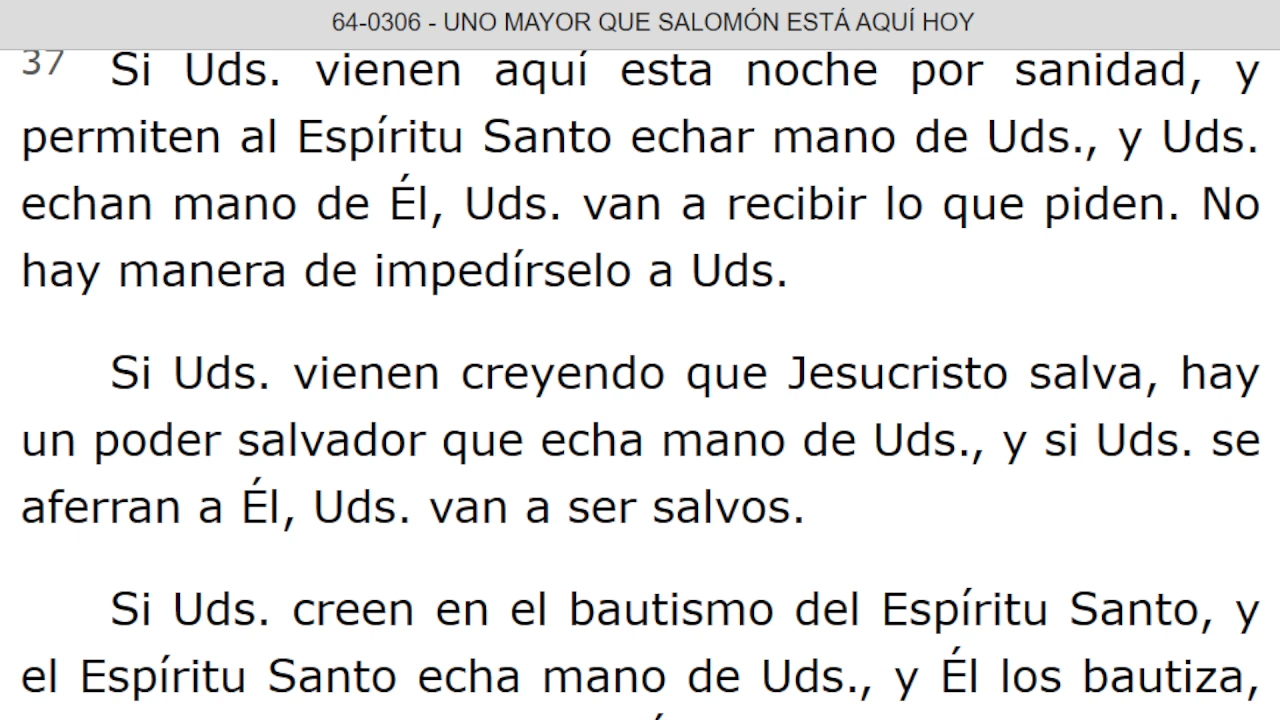 64-0306 - UNO MAYOR QUE SALOMÓN ESTÁ AQUÍ HOY
37 Si Uds. vienen aquí esta noche por sanidad, y
permiten al Espíritu Santo echar mano de Uds., y Uds.
echan mano de Él, Uds. van a recibir lo que piden. No
hay manera de impedírselo a Uds.
Si Uds. vienen creyendo que Jesucristo salva, hay
un poder salvador que echa mano de Uds., y si Uds. se
aferran a Él, Uds. van a ser salvos.
Si Uds. creen en el bautismo del Espíritu Santo, y
el Espíritu Santo echa mano de Uds., y Él los bautiza,